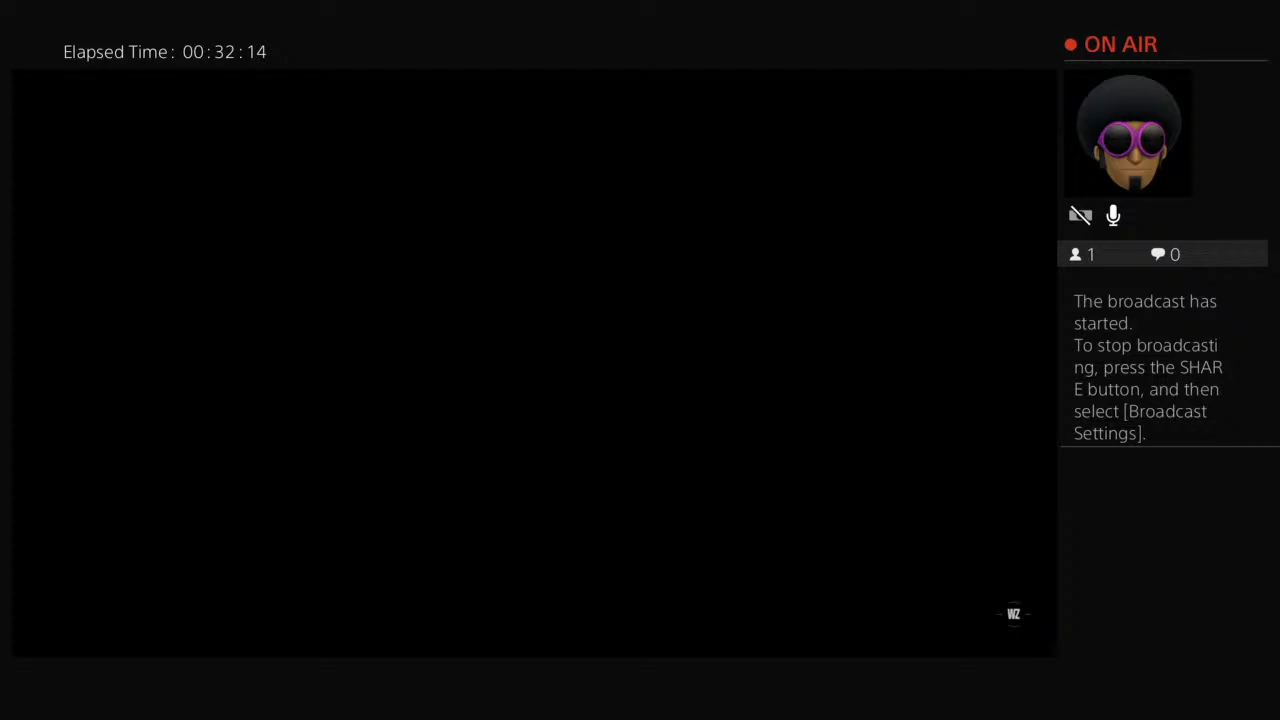 Elapsed Time: 00:32:14
ON AIR
1 0
The broadcast has
started.
To stop broadcasti
ng, press the SHAR
E button, and then
select [Broadcast
Settings].
WZ